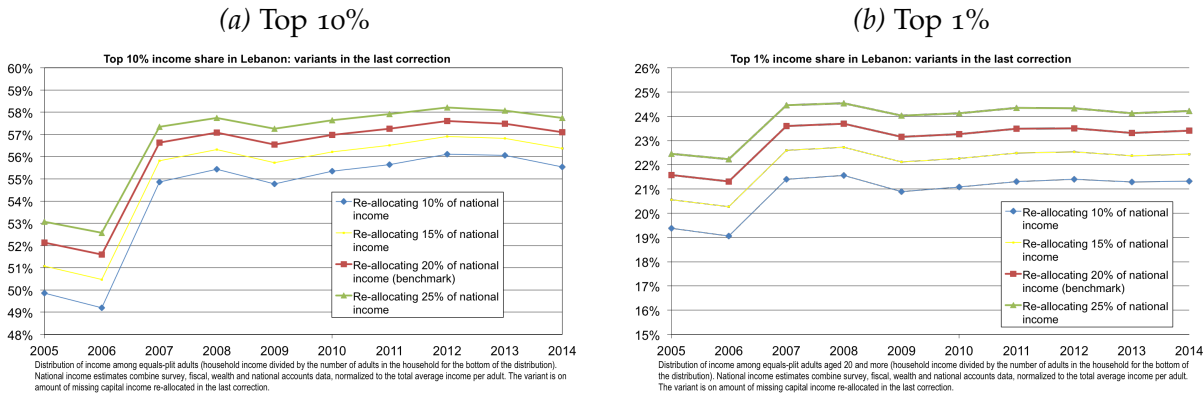 (a) Top 10%
Top 10% income share in Lebanon: variants in the last correction
60%
59%
58%
57%
56%
55%
54%
53%
52%
51%
50%
49%
48%
2005 2006 2007 2008 2009 2010 2011 2012 2013 2014
Re-allocating 10% of national
income
Re-allocating 15% of national
income
Re-allocating 20% of national
income (benchmark)
Re-allocating 25% of national
income
Distribution of income among equals-plit adults (household income divided by the number of adults in the household for the bottom of the distribution).
National income estimates combine survey, fiscal, wealth and national accounts data, normalized to the total average income per adult. The variant is on
amount of missing capital income re-allocated in the last correction.
(b) Top 1%
Top 1% income share in Lebanon: variants in the last correction
26%
25%
24%
23%
22%
21%
20%
19%
18%
17%
16%
15%
2005 2006 2007 2008 2009 2010 2011 2012 2013 2014
Re-allocating 10% of national
income
Re-allocating 15% of national
income
Re-allocating 20% of national
income (benchmark)
Re-allocating 25% of national
income
Distribution of income among equals-plit adults aged 20 and more (household income divided by the number of adults in the household for the bottom of
the distribution). National income estimates combine survey, fiscal, wealth and national accounts data, normalized to the total average income per adult.
The variant is on amount of missing capital income re-allocated in the last correction.